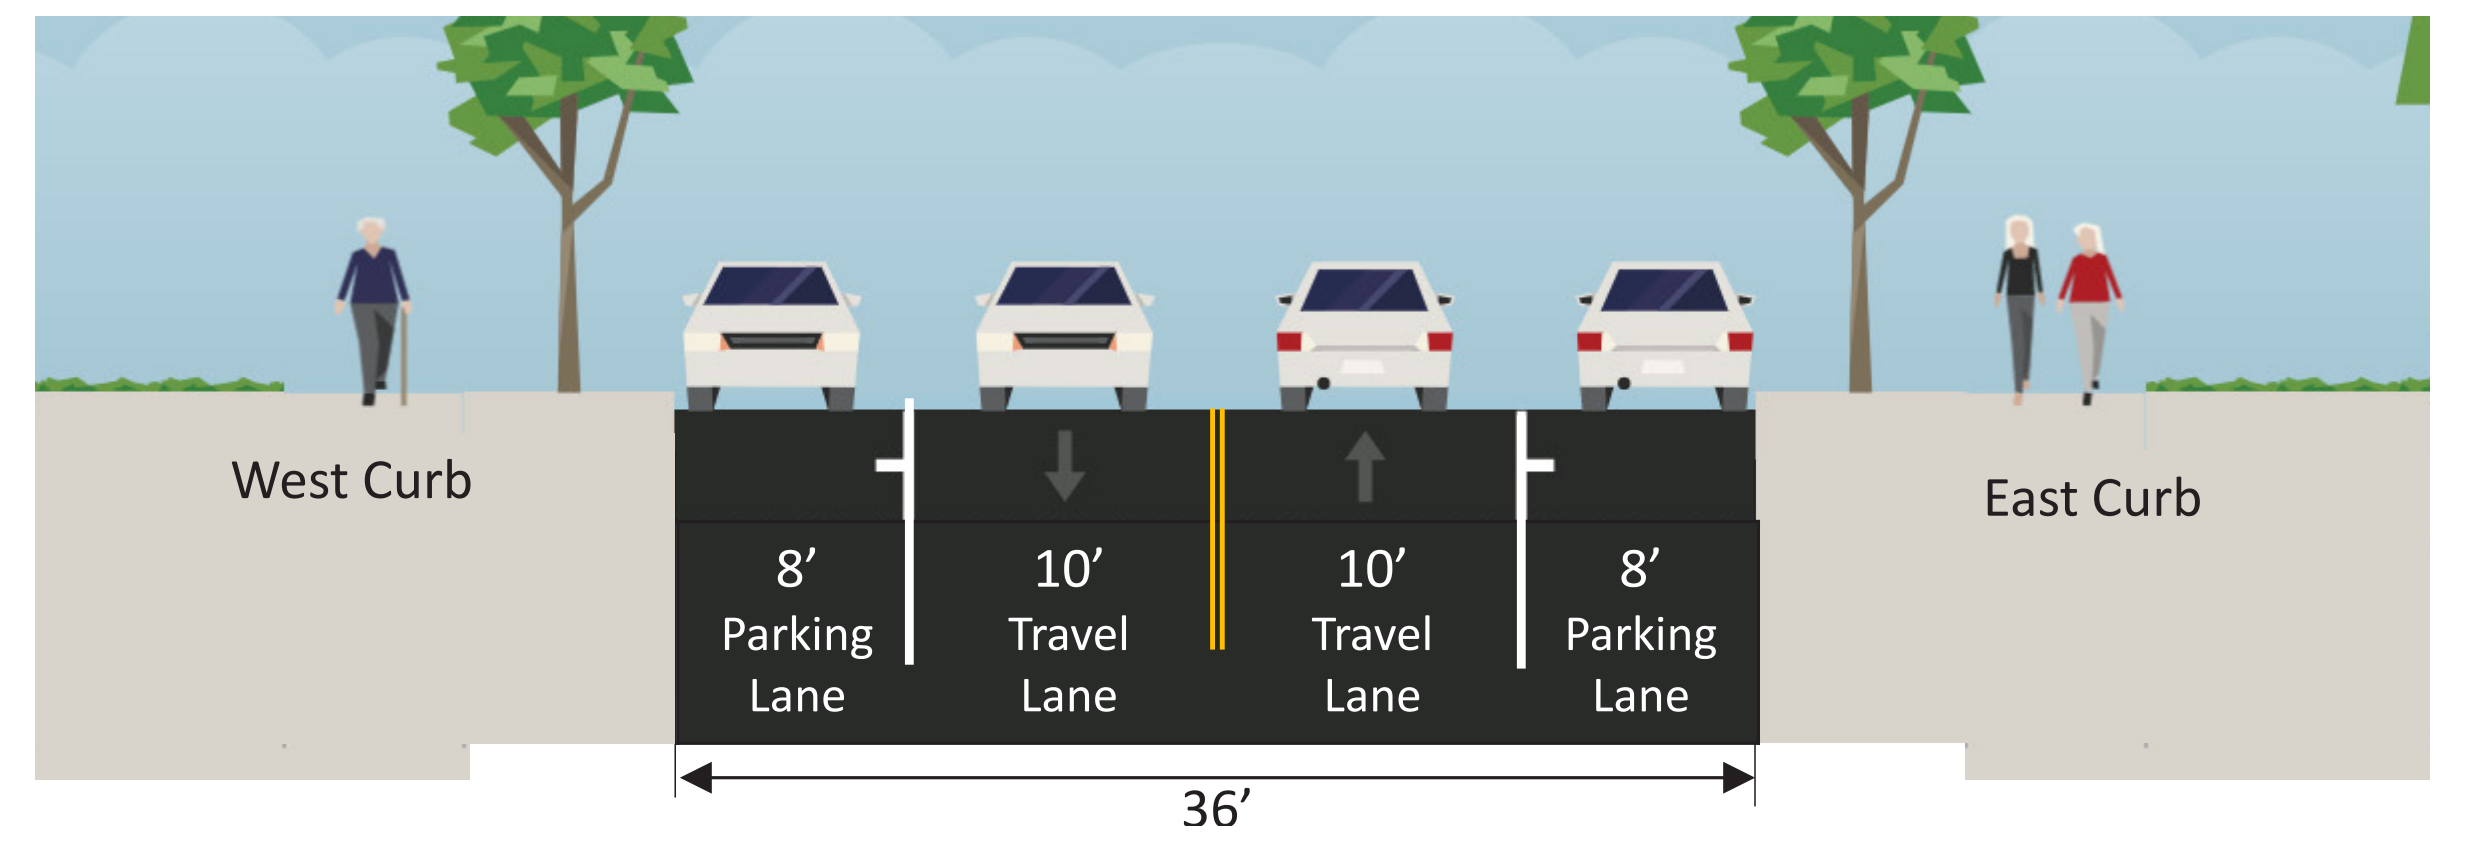 West Curb
East Curb
8’
Parking
Lane
10’
Travel
Lane
10’
Travel
Lane
8’
Parking
Lane
36’